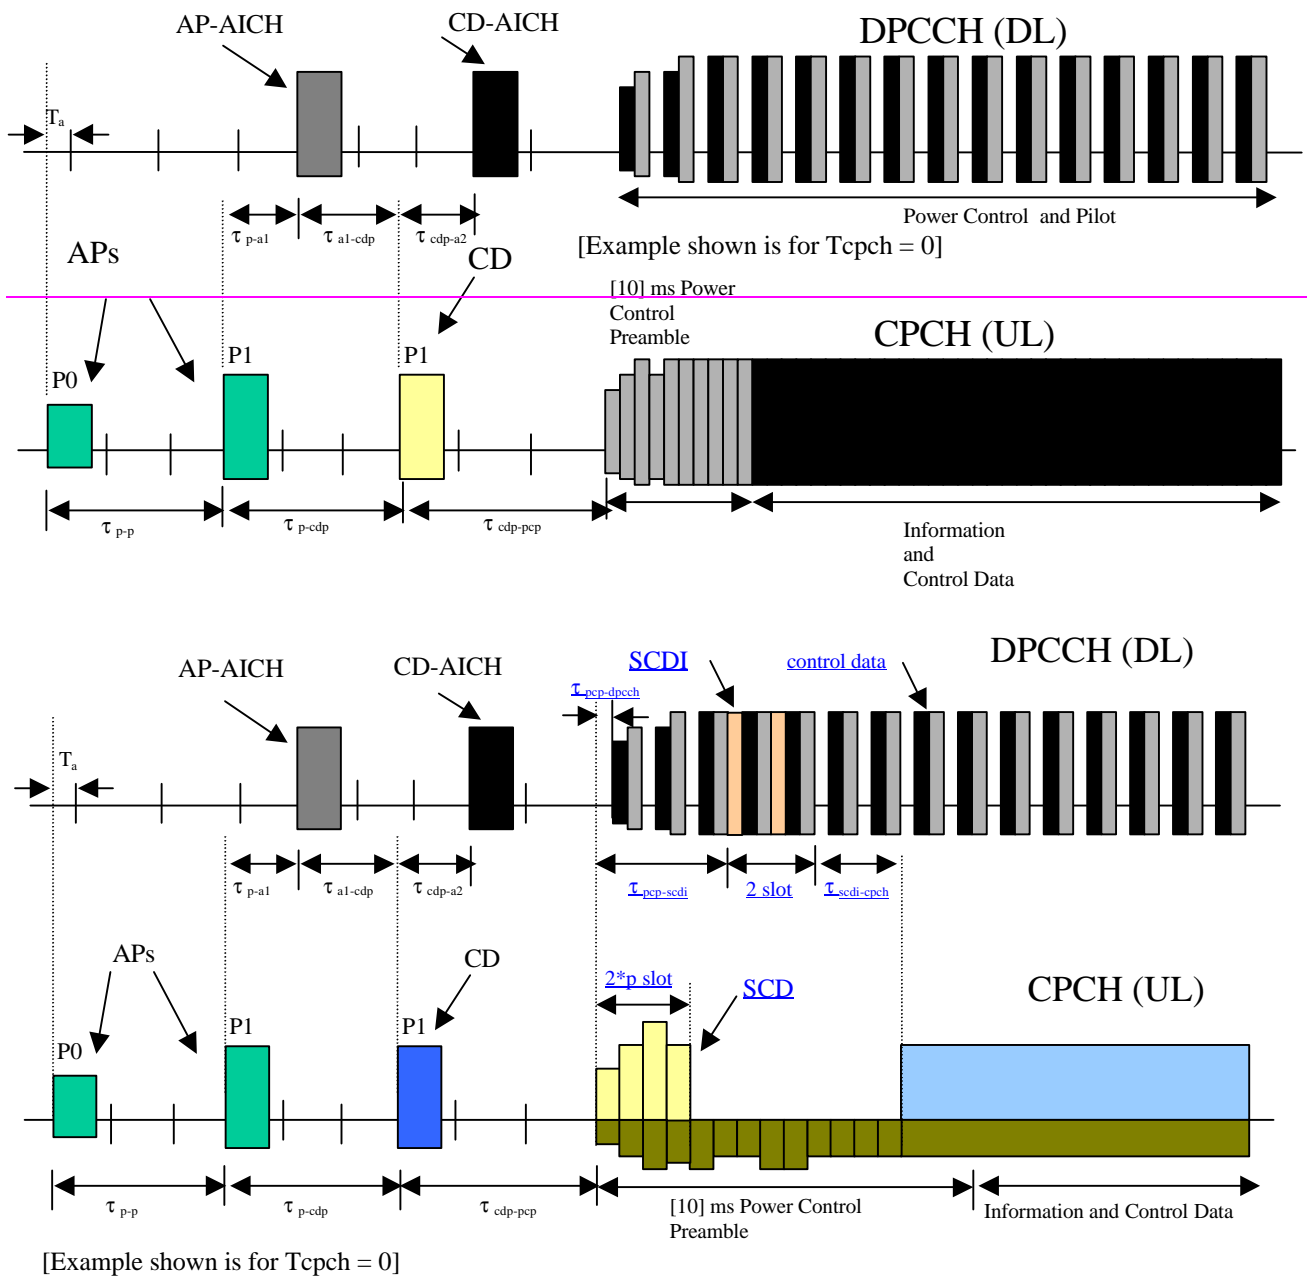 AP-AICH
CD-AICH
DPCCH (DL)
Ta
τ p-a1
τ a1-cdp
τ cdp-a2
Power Control and Pilot
[Example shown is for Tcpch = 0]
APs
CD
[10] ms Power
Control
Preamble
CPCH (UL)
P0
P1
P1
τ p-p
τ p-cdp
τ cdp-pcp
Information
and
Control Data
AP-AICH
CD-AICH
SCDI
control data
DPCCH (DL)
τ pcp-dpcch
Ta
τ p-a1
τ a1-cdp
τ cdp-a2
τ pcp-scdi
2 slot
τ scdi-cpch
APs
CD
2*p slot
SCD
CPCH (UL)
P0
P1
P1
τ p-p
τ p-cdp
τ cdp-pcp
[10] ms Power Control
Preamble
Information and Control Data
[Example shown is for Tcpch = 0]